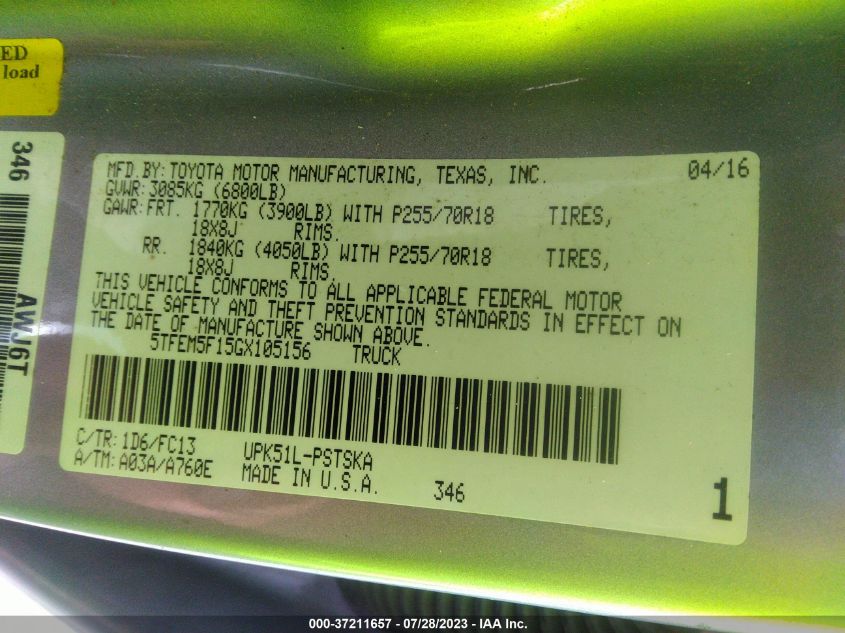 ED
load
346
AWJ6T
MFD.BY: TOYOTA MOTOR MANUFACTURING, TEXAS, INC. 04/16
GVWR: 3085KG (6800LB)
GAWR: FRT. 1770KG (3900LB) WITH P255/70R18 TIRES,
18X8J RIMS.
RR. 1840KG (4050LB) WITH P255/70R18 TIRES,
18X8J RIMS.
THIS VEHICLE CONFORMS TO ALL APPLICABLE FEDERAL MOTOR
VEHICLE SAFETY AND THEFT PREVENTION STANDARDS IN EFFECT ON
THE DATE OF MANUFACTURE SHOWN ABOVE.
5TFEM5F15GX105156 TRUCK
C/TR: 1D6/FC13 UPK51L-PSTSKA
A/TM: A03A/A760E MADE IN U.S.A. 346 1
000-37211657 / 07/28/2023 / © IAA Inc.